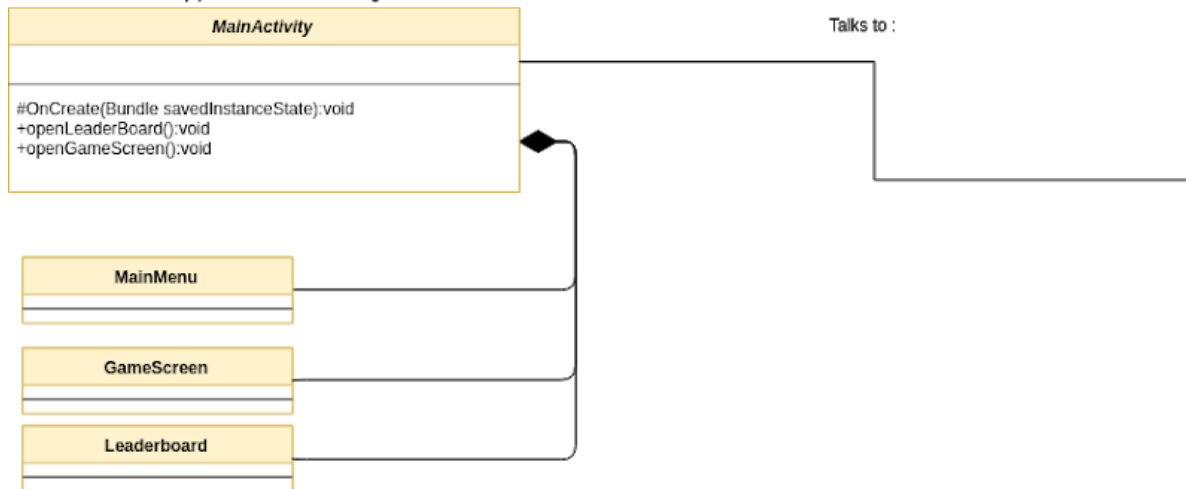 MainActivity
Talks to :
#OnCreate(Bundle savedInstanceState):void
+openLeaderBoard():void
+openGameScreen():void
MainMenu
GameScreen
Leaderboard